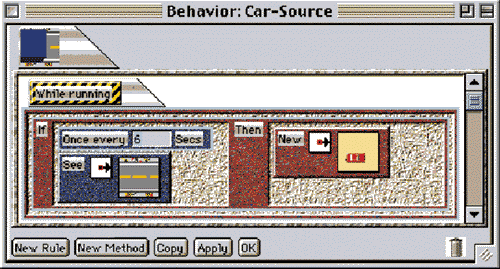 Behavior: Car-Source
While running
If Once every 6 Secs Then New
See
New Rule New Method Copy Apply OK